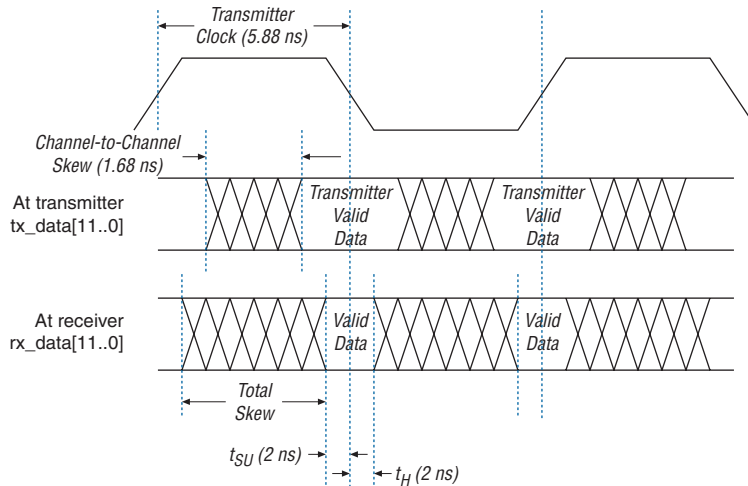 Transmitter
Clock (5.88 ns)
Channel-to-Channel
Skew (1.68 ns)
At transmitter
tx_data[11..0]
Transmitter
Valid
Data
Transmitter
Valid
Data
At receiver
rx_data[11..0]
Valid
Data
Valid
Data
Total
Skew
tSU (2 ns)
tH (2 ns)